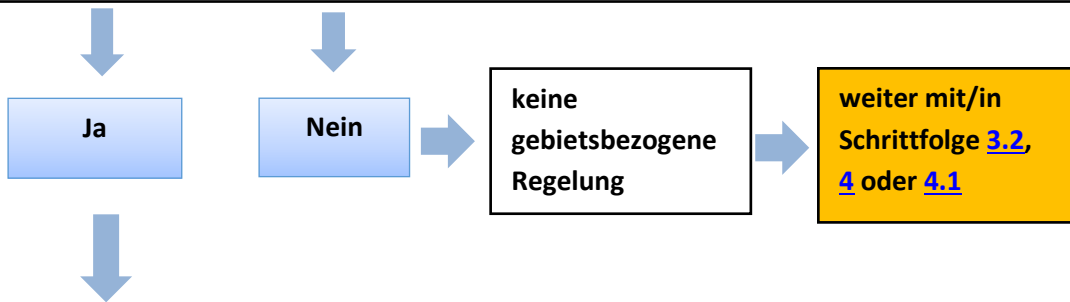 Ja
Nein
keine
gebietsbezogene
Regelung
weiter mit/in
Schrittfolge 3.2,
4 oder 4.1